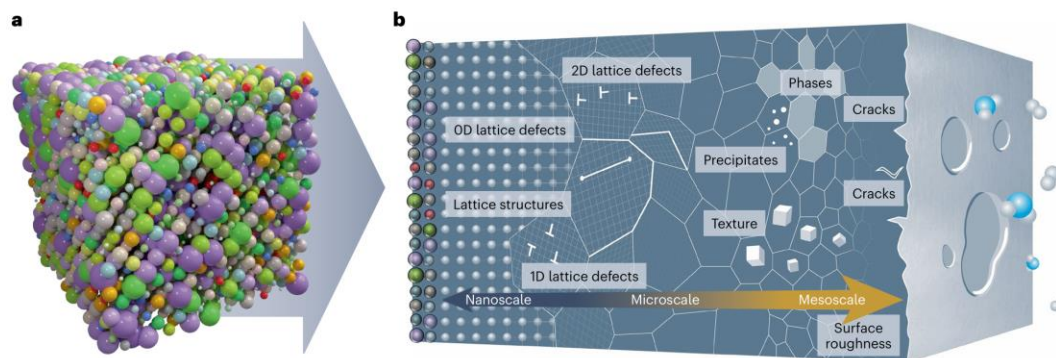 a
b
2D lattice defects
Phases
Cracks
0D lattice defects
Precipitates
Cracks
Lattice structures
Texture
1D lattice defects
Nanoscale
Microscale
Mesoscale
Surface
roughness